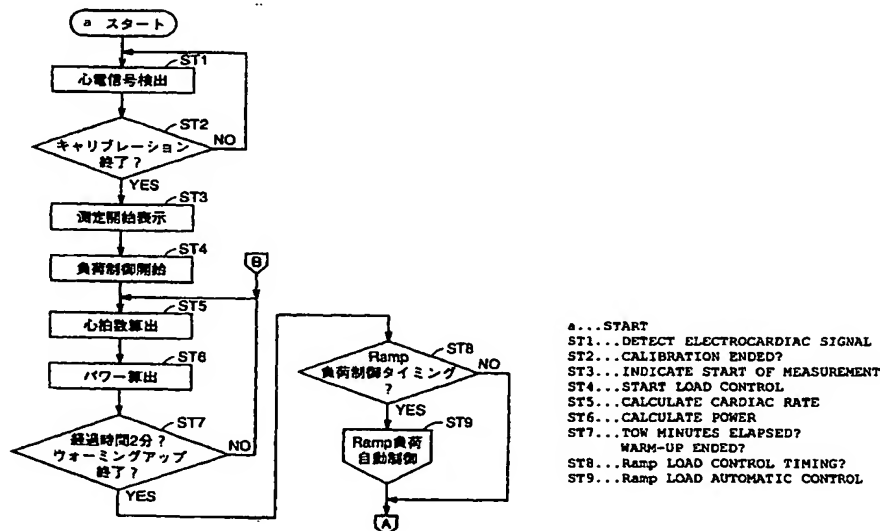 a スタート
ST1
心電信号検出
ST2
キャリブレーション
終了?
NO
YES
ST3
測定開始表示
ST4
負荷制御開始
B
ST5
心拍数算出
ST6
パワー算出
ST7
経過時間2分?
ウォーミングアップ
終了?
NO
YES
ST8
Ramp
負荷制御タイミング
?
NO
YES
ST9
Ramp負荷
自動制御
A
a...START
ST1...DETECT ELECTROCARDIAC SIGNAL
ST2...CALIBRATION ENDED?
ST3...INDICATE START OF MEASUREMENT
ST4...START LOAD CONTROL
ST5...CALCULATE CARDIAC RATE
ST6...CALCULATE POWER
ST7...TOW MINUTES ELAPSED?
WARM-UP ENDED?
ST8...Ramp LOAD CONTROL TIMING?
ST9...Ramp LOAD AUTOMATIC CONTROL